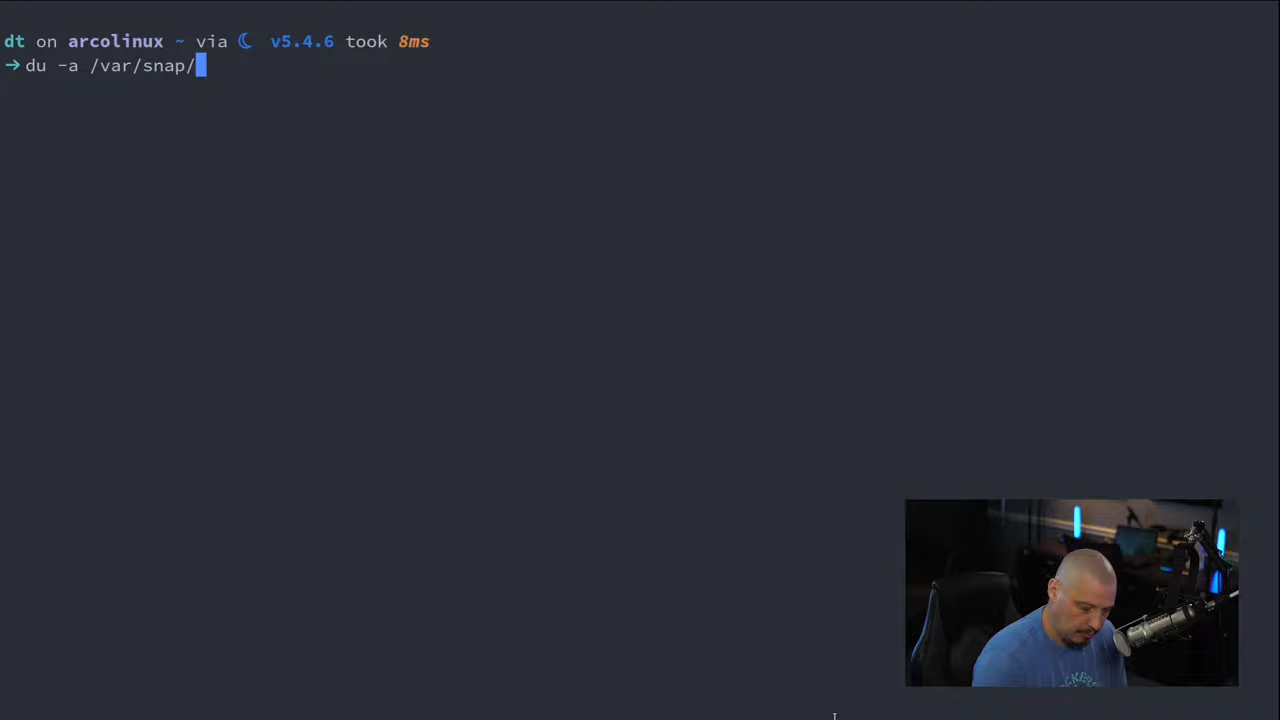 dt on arcolinux ~ via v5.4.6 took 8ms
→ du -a /var/snap/